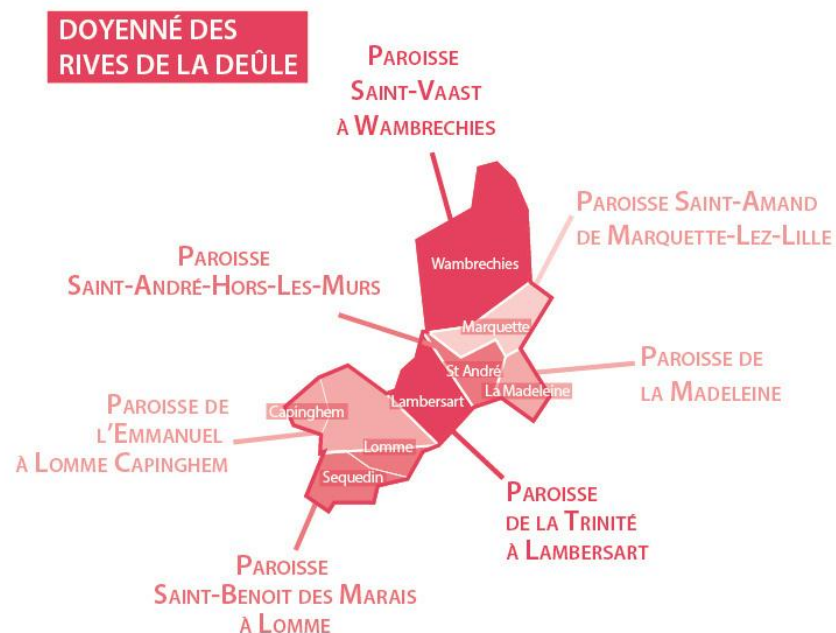 DOYENNÉ DES
RIVES DE LA DEÛLE
PAROISSE
SAINT-VAAST
À WAMBRECHIES
PAROISSE SAINT-AMAND
DE MARQUETTE-LEZ-LILLE
PAROISSE
SAINT-ANDRÉ-HORS-LES-MURS
Wambrechies
Marquette
St André
La Madeleine
PAROISSE DE
LA MADELEINE
Lambersart
Capinghem
Lomme
Sequedin
PAROISSE DE
L'EMMANUEL
À LOMME CAPINGHEM
PAROISSE
DE LA TRINITÉ
À LAMBERSART
PAROISSE
SAINT-BENOIT DES MARAIS
À LOMME